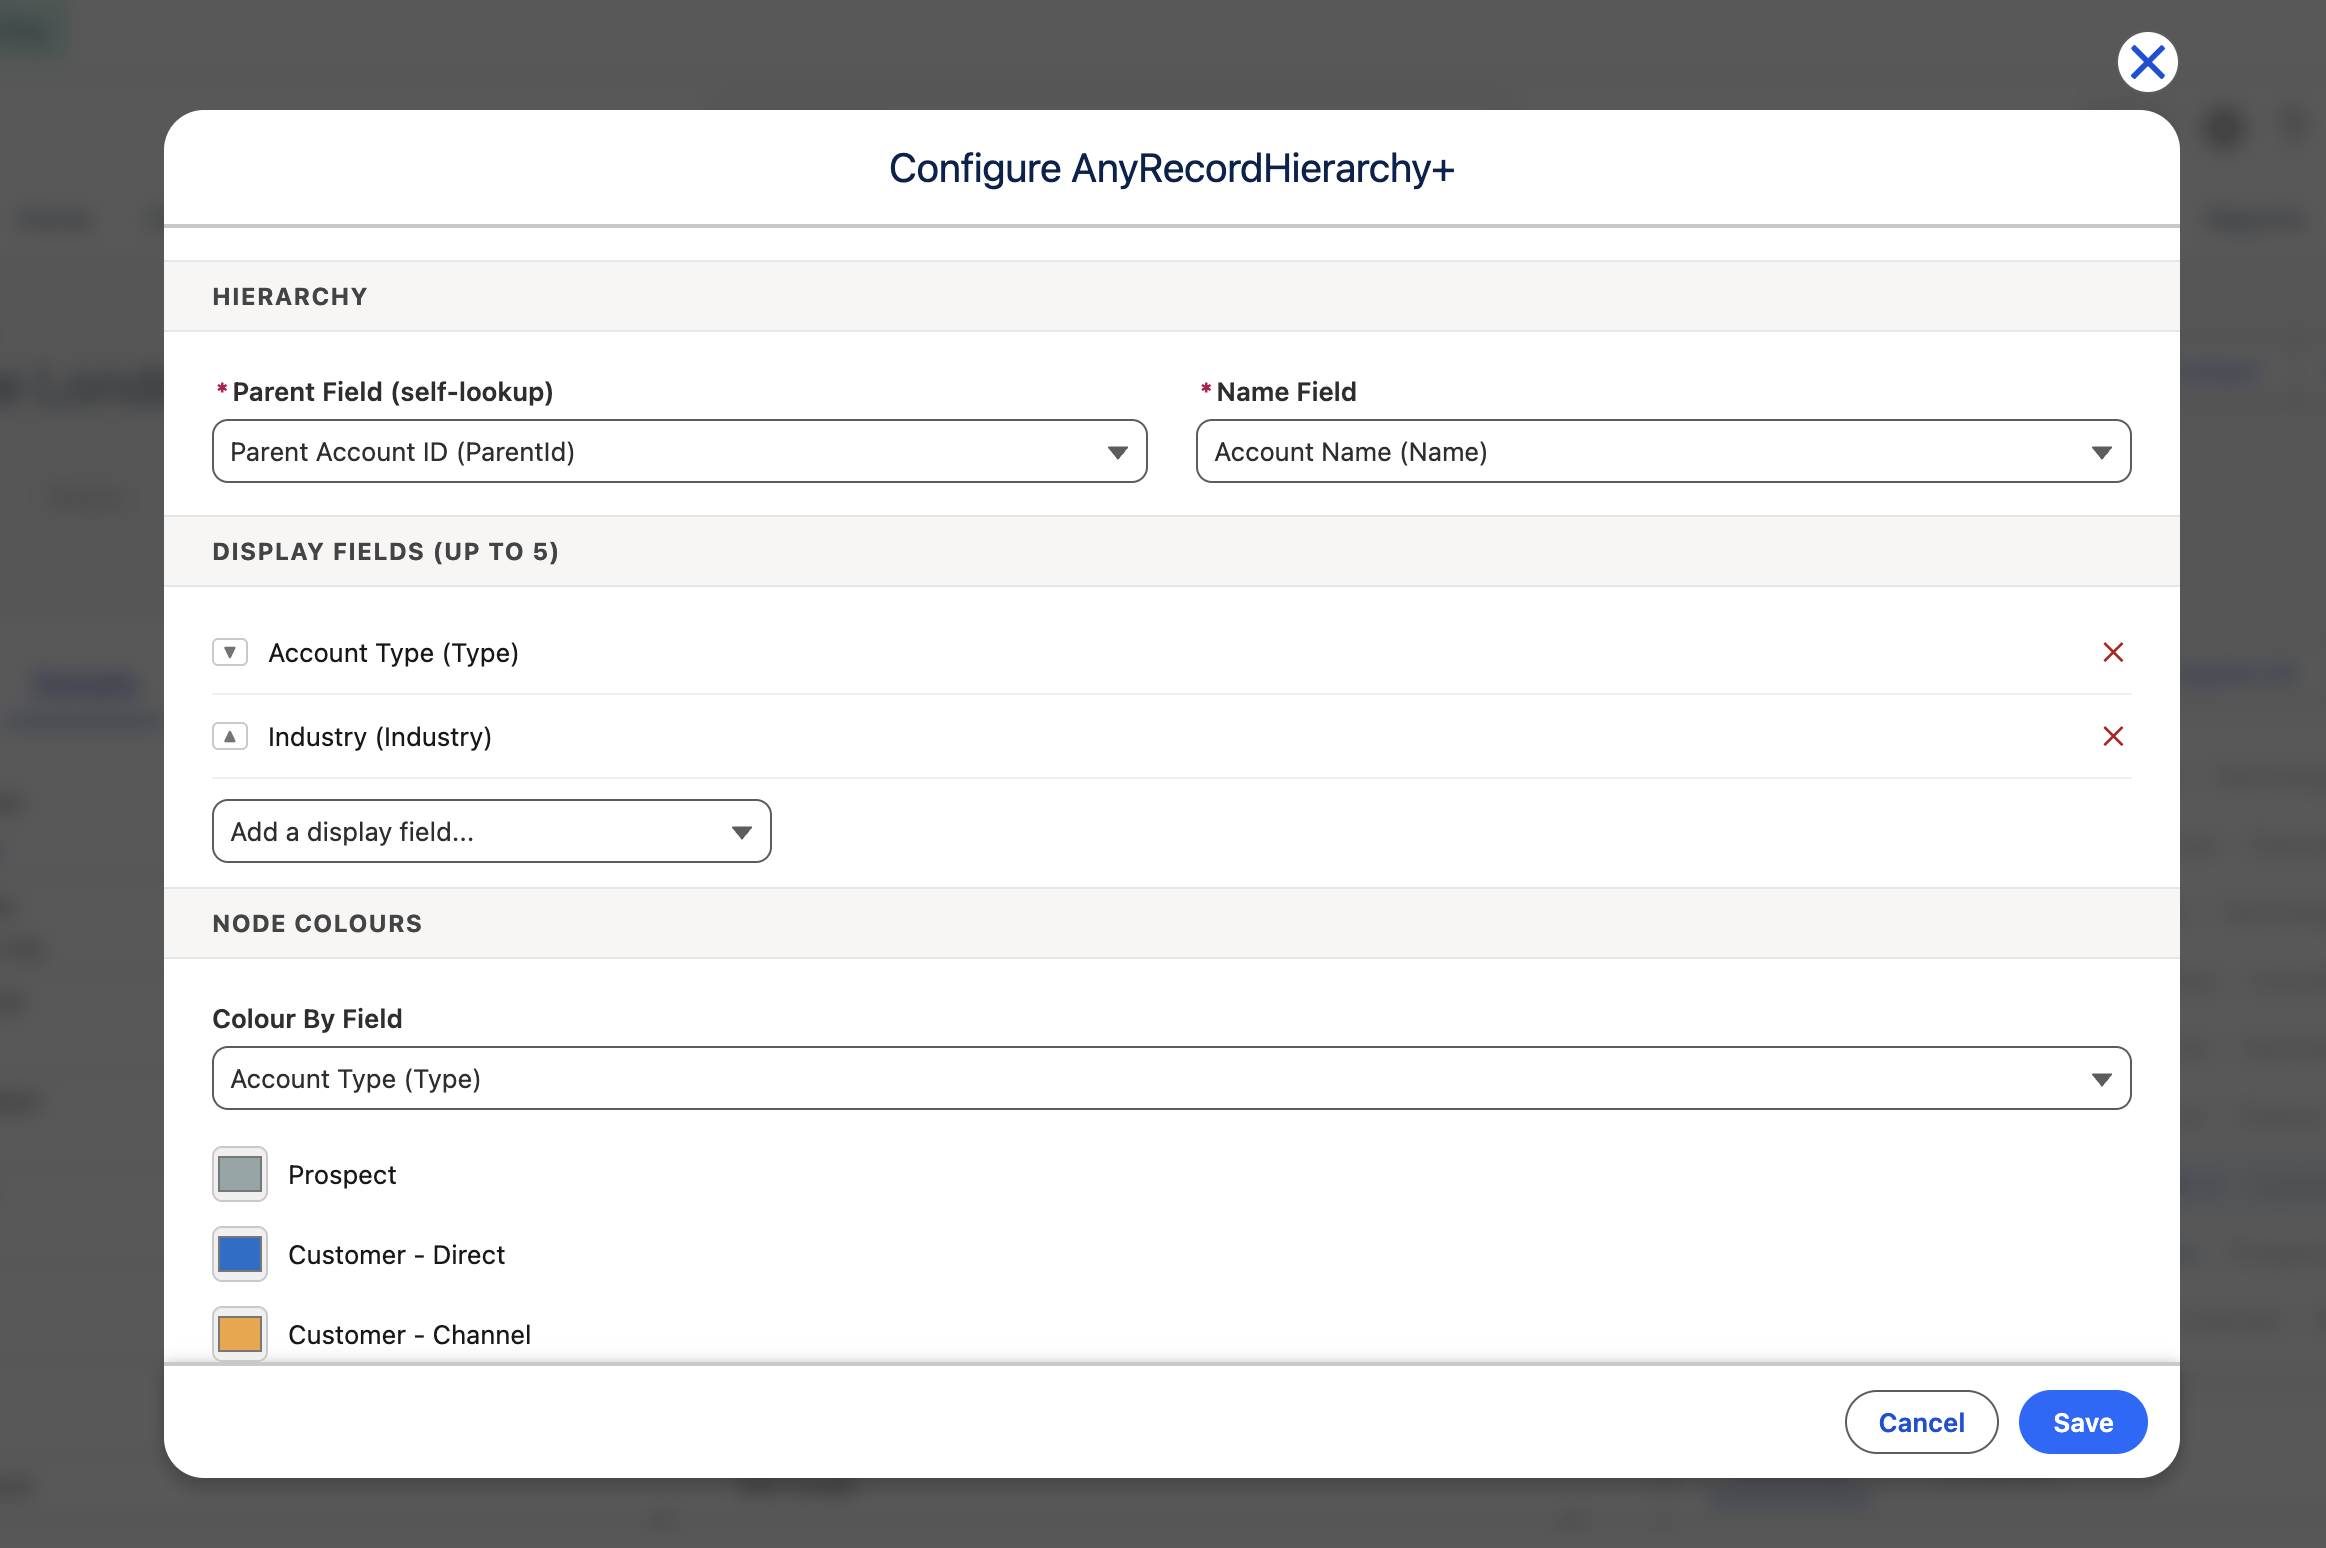 Configure AnyRecordHierarchy+
HIERARCHY
*Parent Field (self-lookup)
*Name Field
Parent Account ID (ParentId)
Account Name (Name)
DISPLAY FIELDS (UP TO 5)
Account Type (Type)
Industry (Industry)
Add a display field...
NODE COLOURS
Colour By Field
Account Type (Type)
Prospect
Customer - Direct
Customer - Channel
Cancel
Save